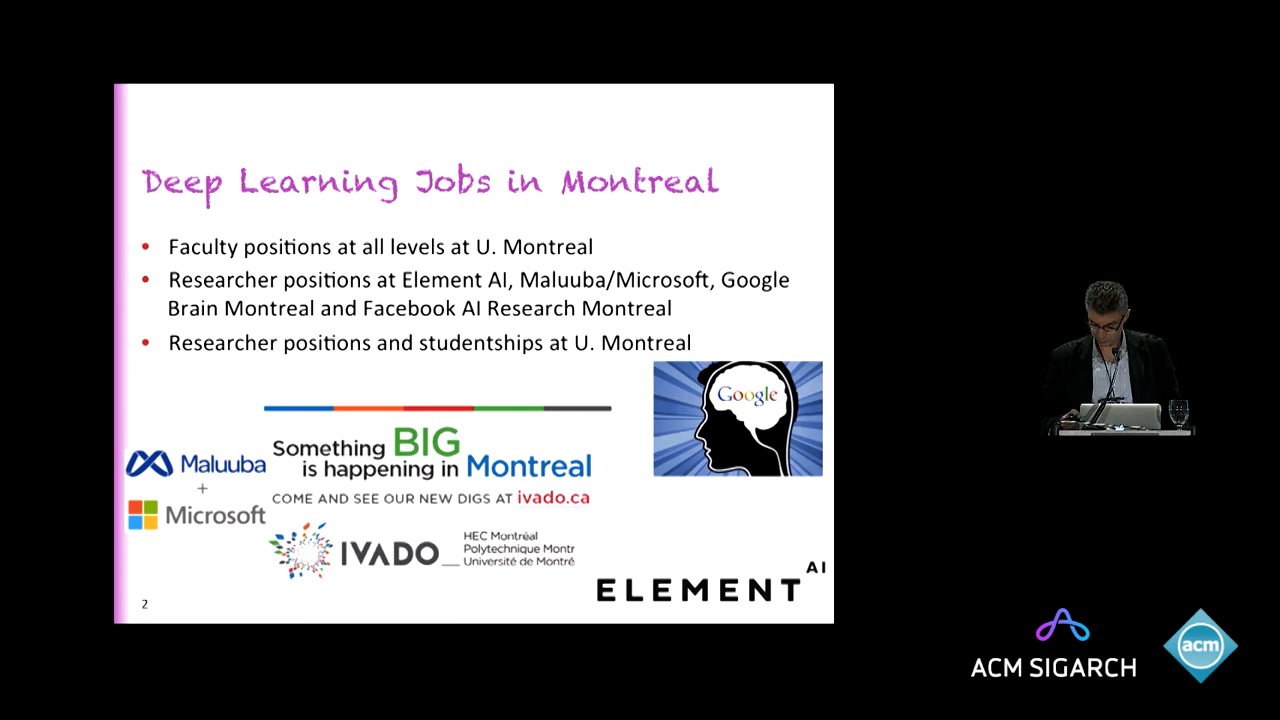 Deep Learning Jobs in Montreal
• Faculty positions at all levels at U. Montreal
• Researcher positions at Element AI, Maluuba/Microsoft, Google
Brain Montreal and Facebook AI Research Montreal
• Researcher positions and studentships at U. Montreal
Google
Something BIG
is happening in Montreal
COME AND SEE OUR NEW DIGS AT ivado.ca
Maluuba
+
Microsoft
IVADO
HEC Montréal
Polytechnique Montr
Université de Montré
ELEMENT AI
2
ACM SIGARCH
acm